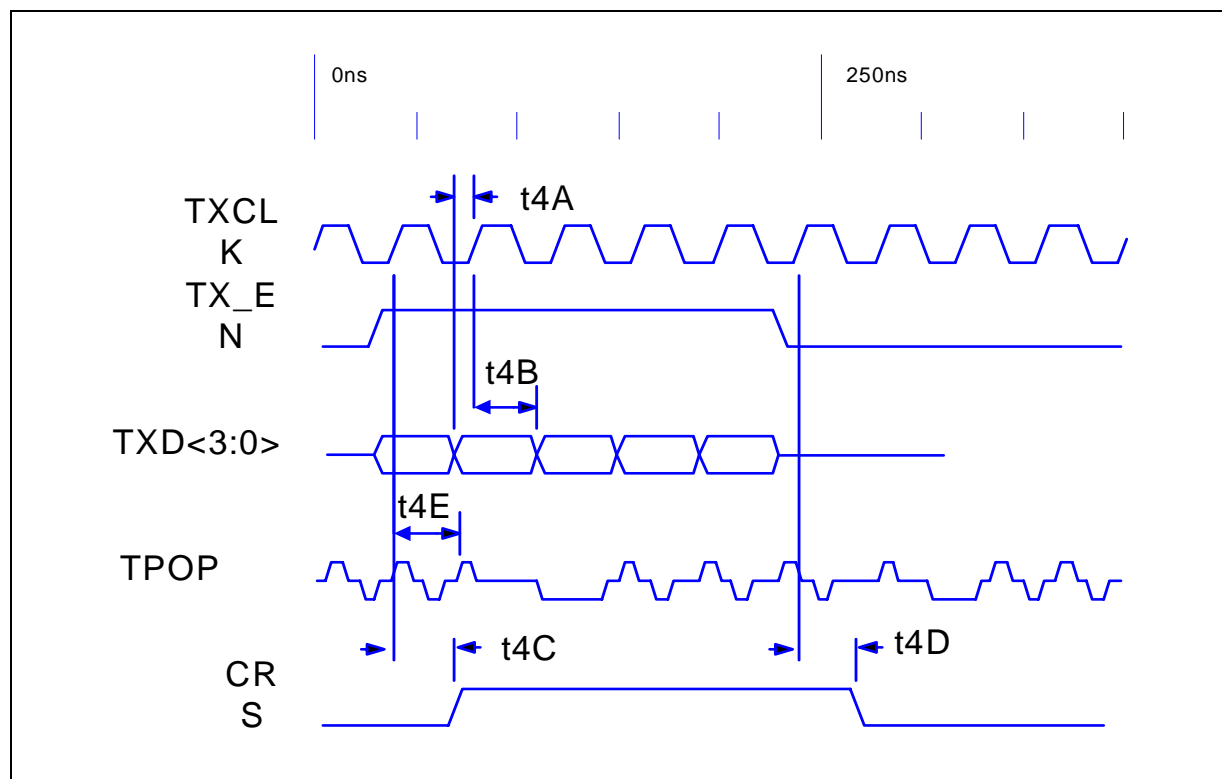 0ns
250ns
t4A
TXCL
K
TX_E
N
t4B
TXD<3:0>
t4E
TPOP
t4C
t4D
CR
S